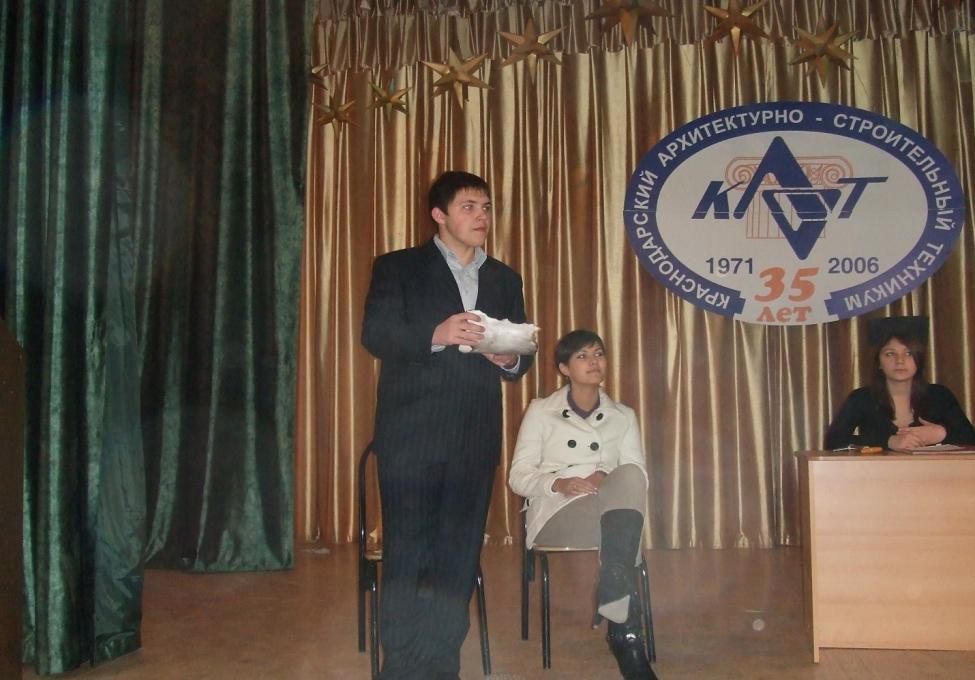 КРАСНОДАРСКИЙ АРХИТЕКТУРНО - СТРОИТЕЛЬНЫЙ ТЕХНИКУМ
КАСТ
1971 2006
35
лет